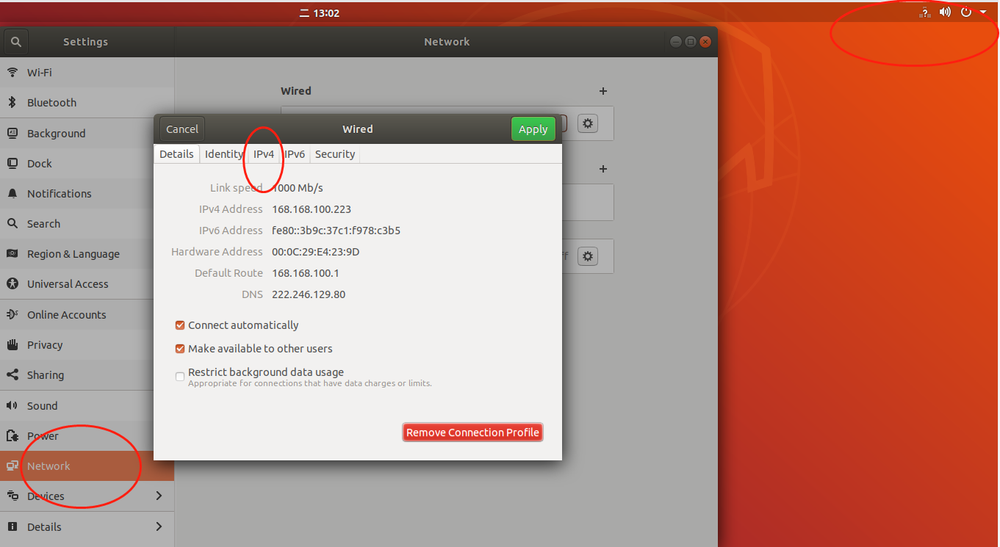 二 13:02
?
Settings
Network
Wi-Fi
Bluetooth
Background
Dock
Notifications
Search
Region & Language
Universal Access
Online Accounts
Privacy
Sharing
Sound
Power
Network
Devices
Details
Wired
Cancel
Wired
Apply
Details Identity IPv4 IPv6 Security
Link speed 1000 Mb/s
IPv4 Address 168.168.100.223
IPv6 Address fe80::3b9c:37c1:f978:c3b5
Hardware Address 00:0C:29:E4:23:9D
Default Route 168.168.100.1
DNS 222.246.129.80
Connect automatically
Make available to other users
Restrict background data usage
Appropriate for connections that have data charges or limits.
Remove Connection Profile